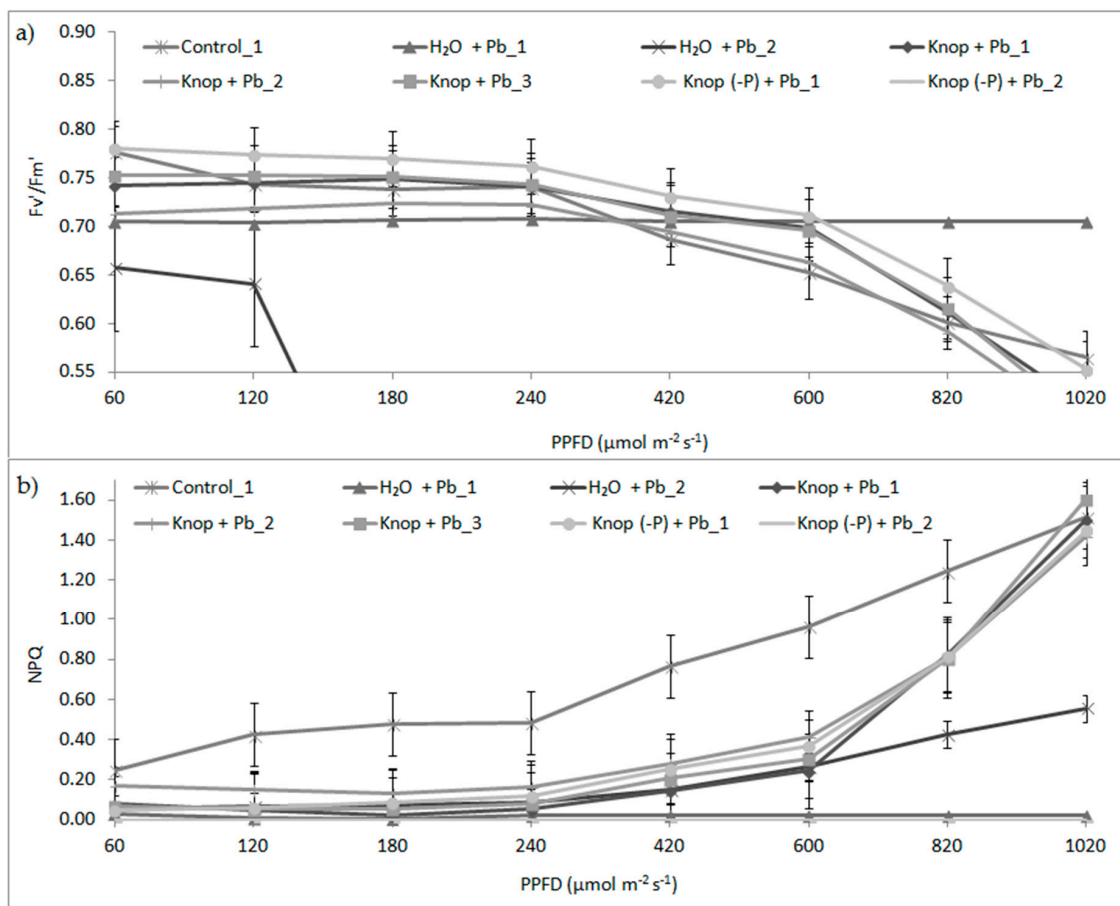 a)
Control_1 H₂O + Pb_1 H₂O + Pb_2 Knop + Pb_1
Knop + Pb_2 Knop + Pb_3 Knop (-P) + Pb_1 Knop (-P) + Pb_2
0.90
0.85
0.80
0.75
0.70
0.65
0.60
0.55
Fv'/Fm'
60 120 180 240 420 600 820 1020
PPFD (µmol m⁻² s⁻¹)
b)
Control_1 H₂O + Pb_1 H₂O + Pb_2 Knop + Pb_1
Knop + Pb_2 Knop + Pb_3 Knop (-P) + Pb_1 Knop (-P) + Pb_2
1.60
1.40
1.20
1.00
0.80
0.60
0.40
0.20
0.00
NPQ
60 120 180 240 420 600 820 1020
PPFD (µmol m⁻² s⁻¹)